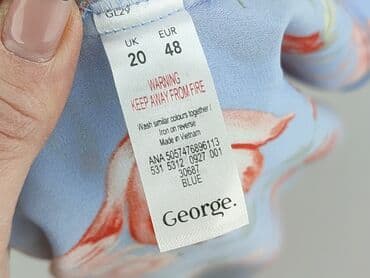 GL29
UK EUR
20 48
WARNING
KEEP AWAY FROM FIRE
Wash similar colours together /
Iron on reverse
Made in Vietnam
ANA 5057476896113
531 5312 0927 001
30687
BLUE
George.